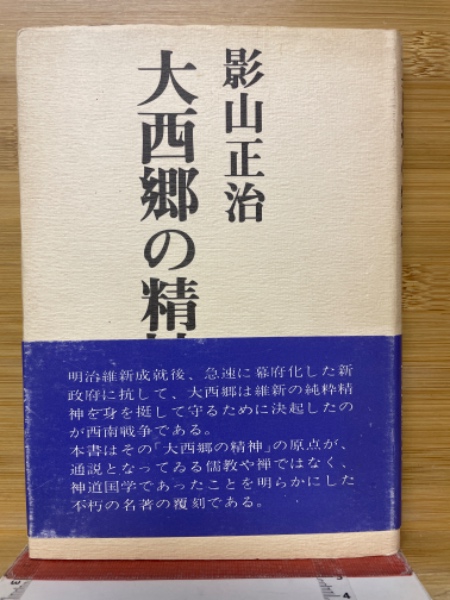 影山正治
大西郷の精神
明治維新成就後、急速に幕府化した新
政府に抗して、大西郷は維新の純粋精
神を身を挺して守るために決起したの
が西南戦争である。
本書はその「大西郷の精神」の原点が、
通説となってゐる儒教や禅ではなく、
神道国学であったことを明らかにした
不朽の名著の覆刻である。